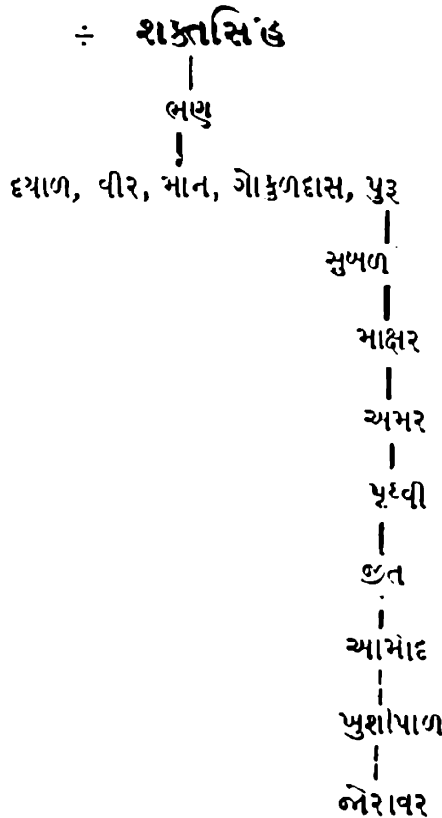 ÷ શક્તસિંહ
ભણુ
દયાળ, વીર, માન, ગોકુળદાસ, પુરૂ
સુબળ
માક્ષર
અમર
પૃથ્વી
જીત
આમોદ
ખુશોપાળ
જોરાવર